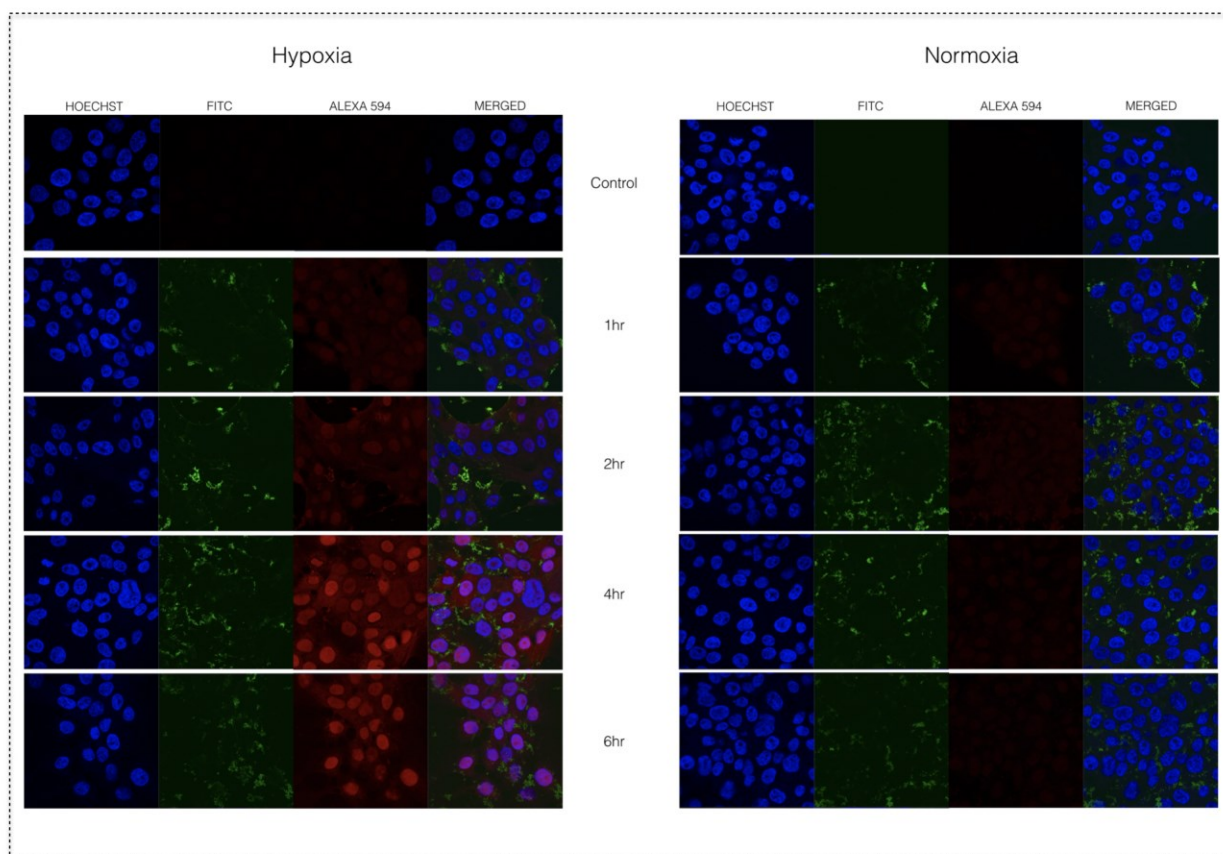 Hypoxia
Normoxia
HOECHST FITC ALEXA 594 MERGED
HOECHST FITC ALEXA 594 MERGED
Control
1hr
2hr
4hr
6hr